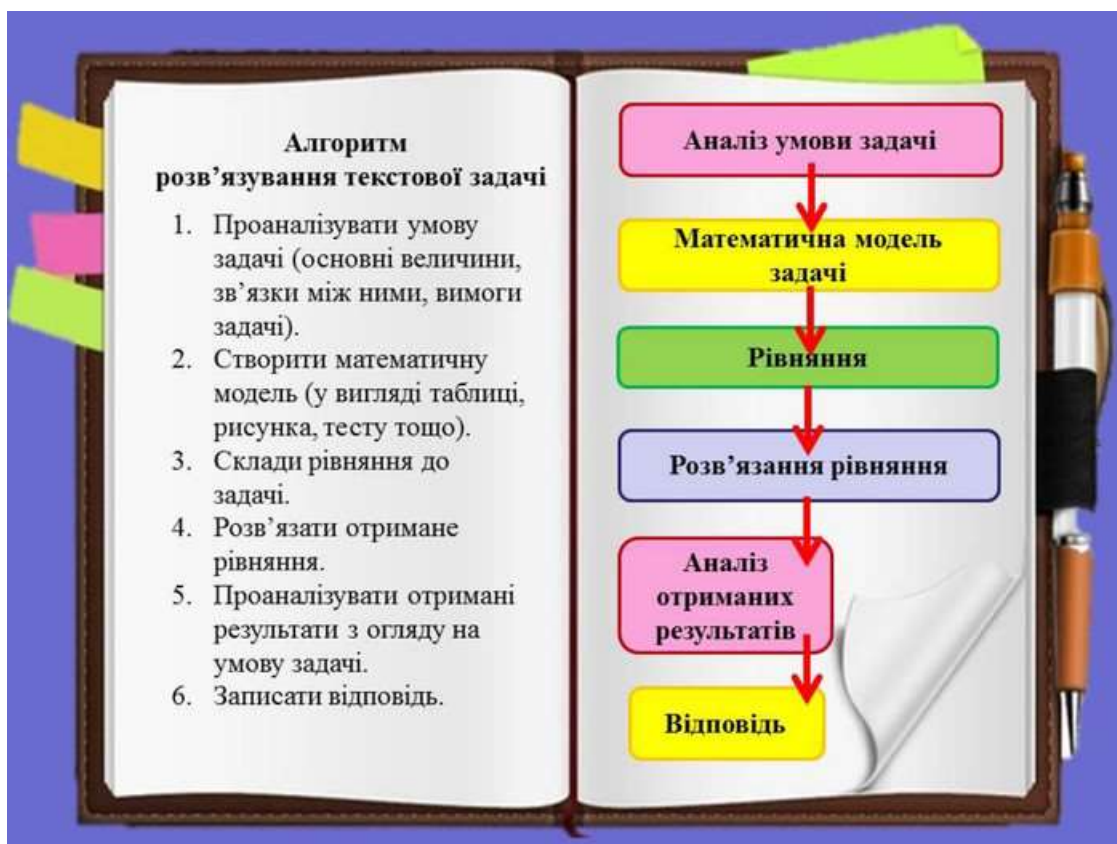 Алгоритм
розв’язування текстової задачі
1. Проаналізувати умову
задачі (основні величини,
зв’язки між ними, вимоги
задачі).
2. Створити математичну
модель (у вигляді таблиці,
рисунка, тесту тощо).
3. Склади рівняння до
задачі.
4. Розв’язати отримане
рівняння.
5. Проаналізувати отримані
результати з огляду на
умову задачі.
6. Записати відповідь.
Аналіз умови задачі
Математична модель
задачі
Рівняння
Розв’язання рівняння
Аналіз
отриманих
результатів
Відповідь